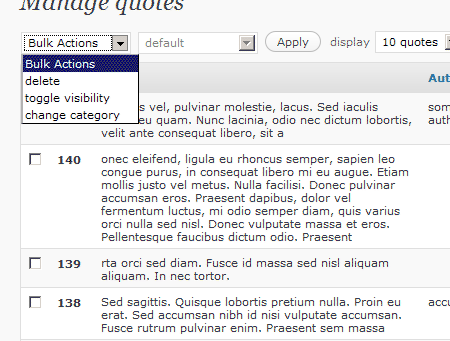 Manage quotes
Bulk Actions default Apply display 10 quotes
Bulk Actions
delete
toggle visibility
change category
Aut
s vel, pulvinar molestie, lacus. Sed iaculis
eu quam. Nunc lacinia, odio nec dictum lobortis,
velit ante consequat libero, sit a
som
auth
140 onec eleifend, ligula eu rhoncus semper, sapien leo
congue purus, in consequat libero mi eu augue. Etiam
mollis justo vel metus. Nulla facilisi. Donec pulvinar
accumsan eros. Praesent dapibus, dolor vel
fermentum luctus, mi odio semper diam, quis varius
orci nulla sed nisl. Donec vulputate massa et eros.
Pellentesque faucibus dictum odio. Praesent
139 rta orci sed diam. Fusce id massa sed nisl aliquam
aliquam. In nec tortor.
138 Sed sagittis. Quisque lobortis pretium nulla. Proin eu
erat. Sed accumsan nibh id nisi vulputate accumsan.
Fusce rutrum pulvinar enim. Praesent sem massa
accu